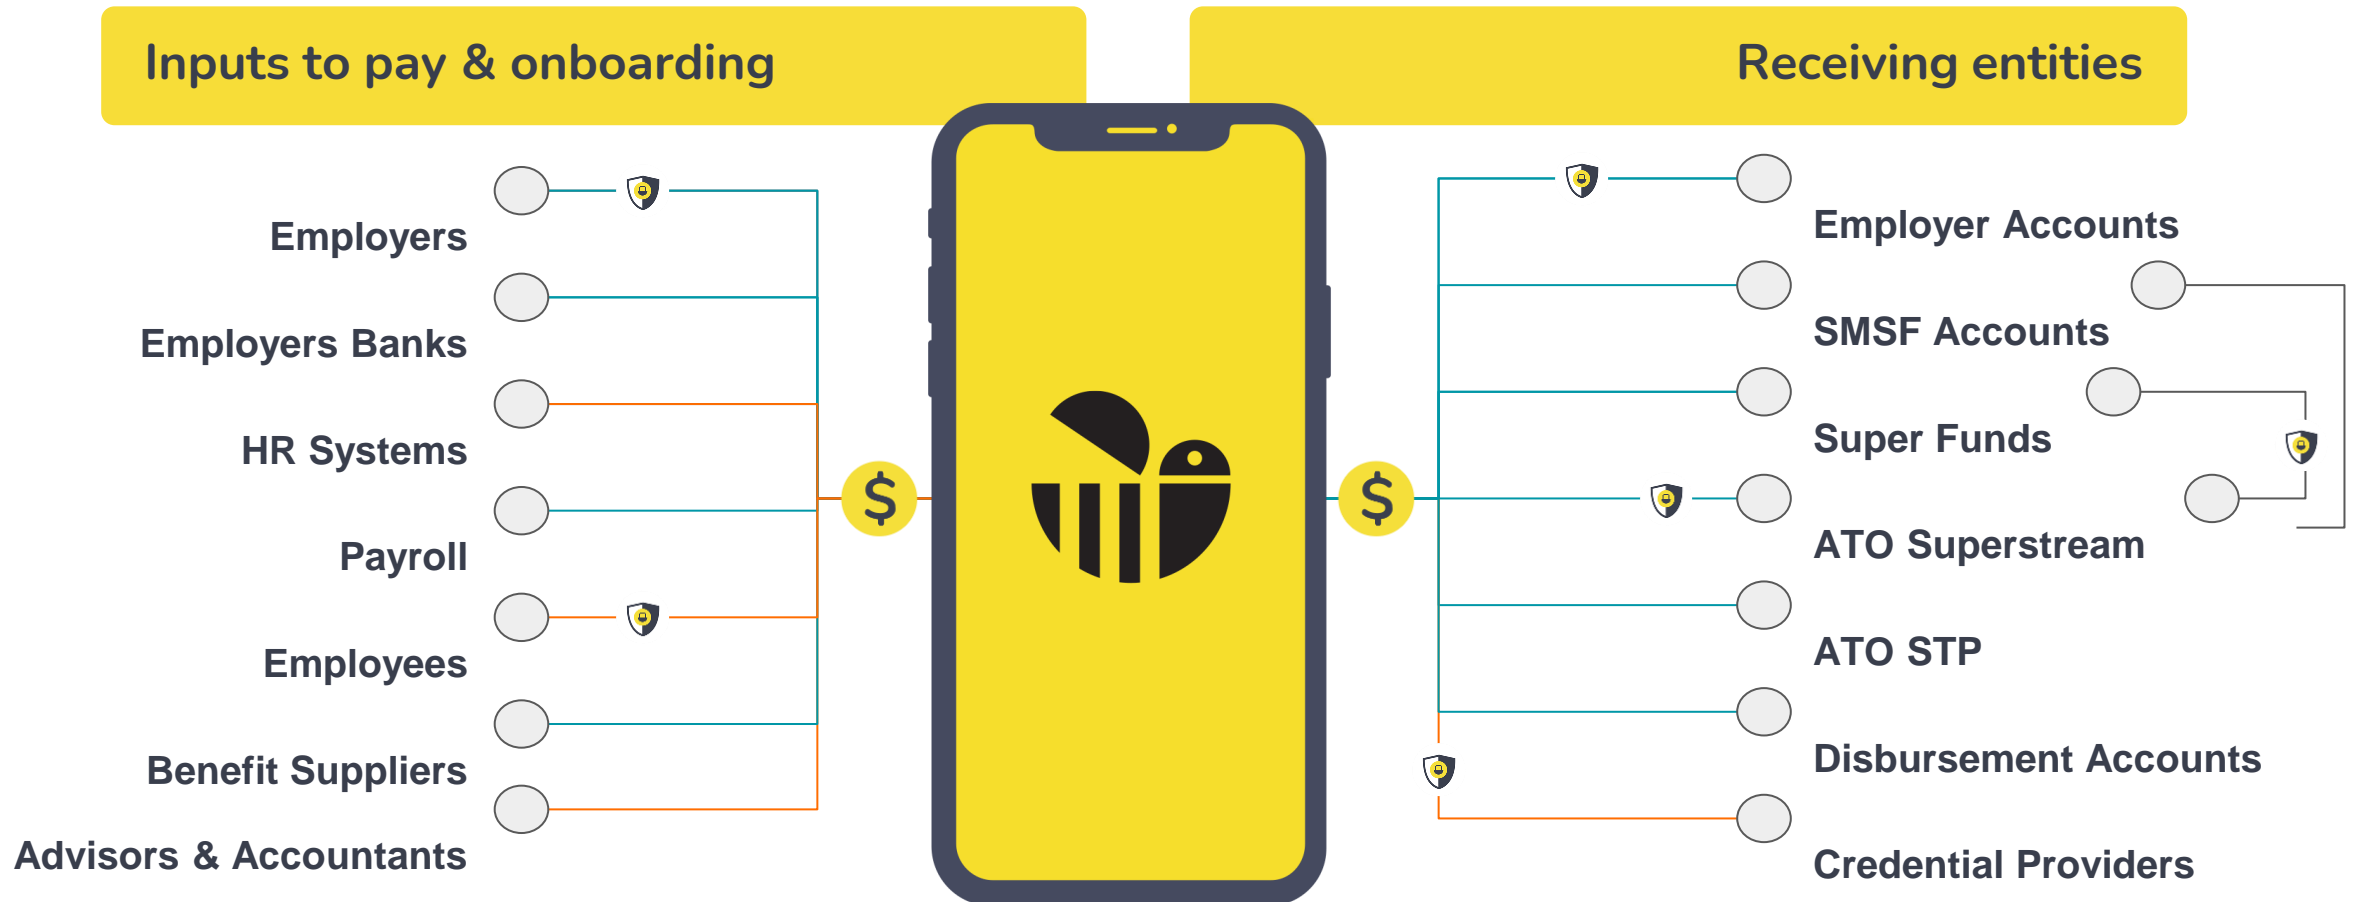 Inputs to pay & onboarding
Receiving entities
Employers
Employers Banks
HR Systems
Payroll
Employees
Benefit Suppliers
Advisors & Accountants
$
$
Employer Accounts
SMSF Accounts
Super Funds
ATO Superstream
ATO STP
Disbursement Accounts
Credential Providers